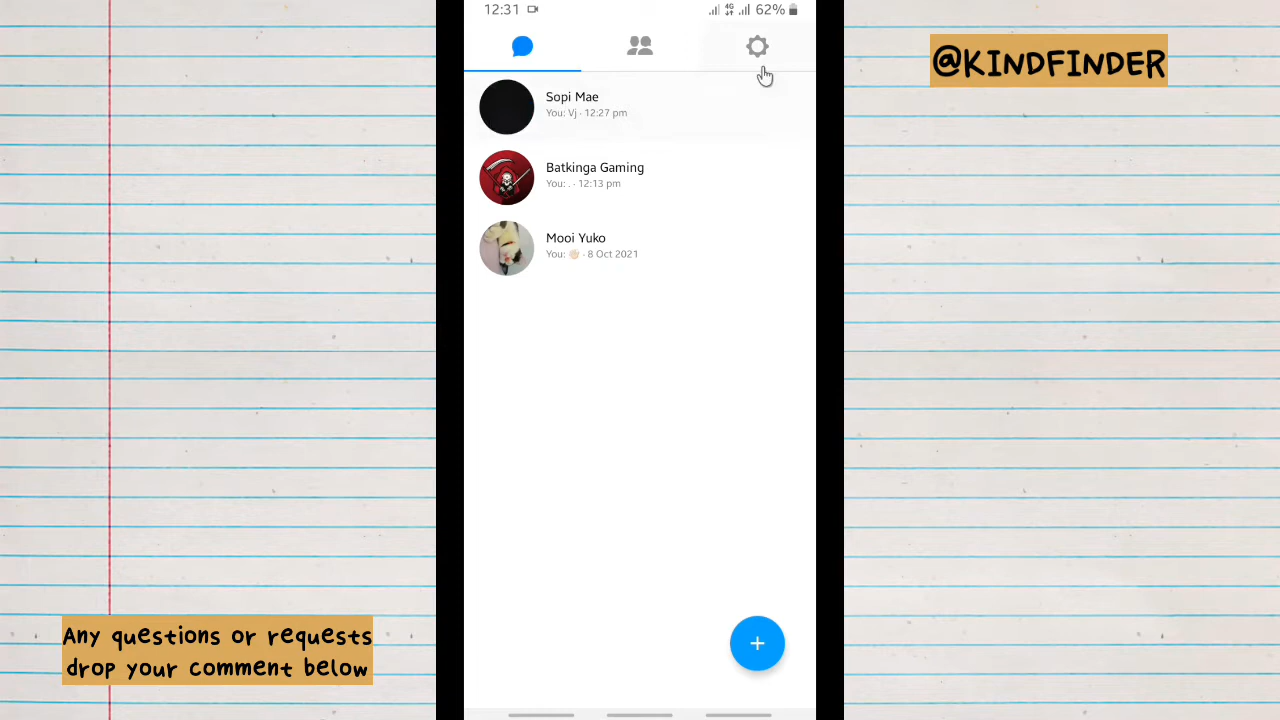 12:31
4G
62%
@KINDFINDER
Sopi Mae
You: Vj · 12:27 pm
Batkinga Gaming
You: . · 12:13 pm
Mooi Yuko
You: 👋🏻 · 8 Oct 2021
+
Any questions or requests
drop your comment below